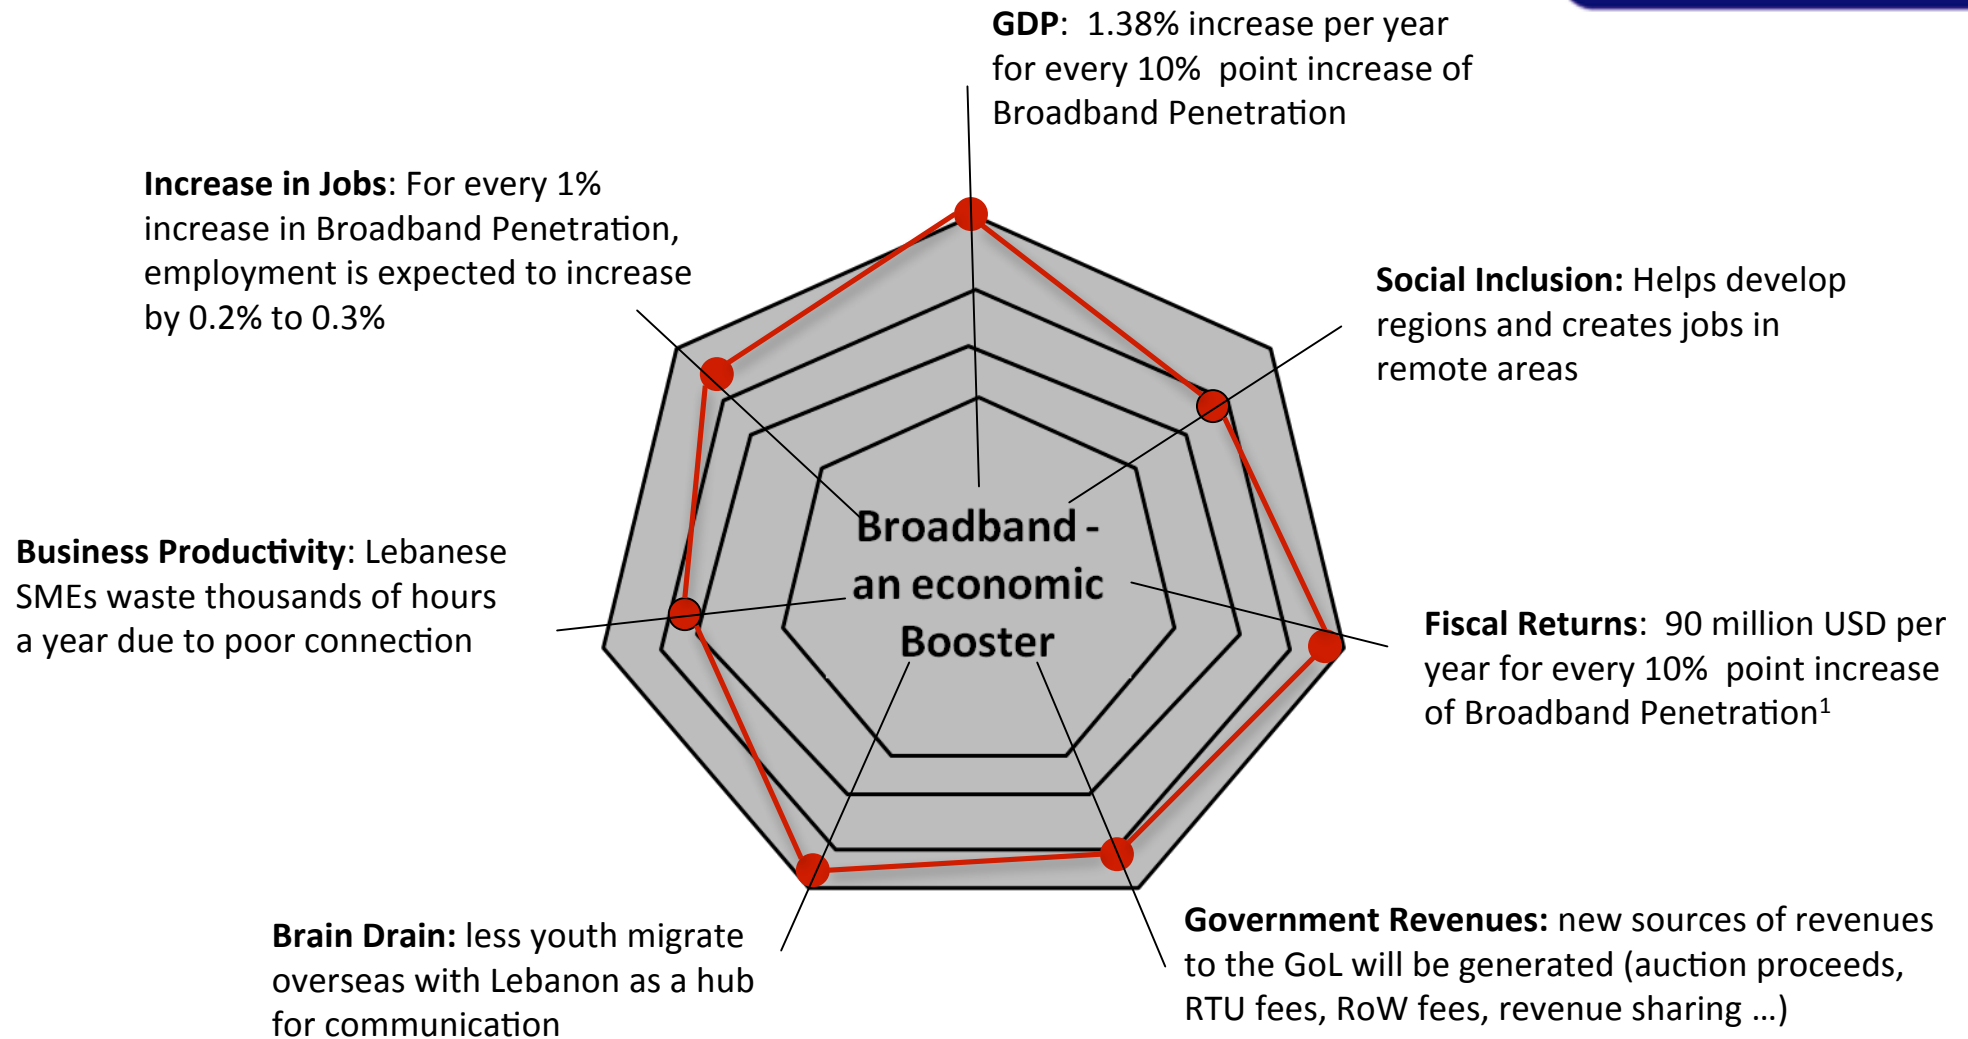 GDP: 1.38% increase per year
for every 10% point increase of
Broadband Penetration
Increase in Jobs: For every 1%
increase in Broadband Penetration,
employment is expected to increase
by 0.2% to 0.3%
Social Inclusion: Helps develop
regions and creates jobs in
remote areas
Broadband -
an economic
Booster
Business Productivity: Lebanese
SMEs waste thousands of hours
a year due to poor connection
Fiscal Returns: 90 million USD per
year for every 10% point increase
of Broadband Penetration¹
Brain Drain: less youth migrate
overseas with Lebanon as a hub
for communication
Government Revenues: new sources of revenues
to the GoL will be generated (auction proceeds,
RTU fees, RoW fees, revenue sharing ...)